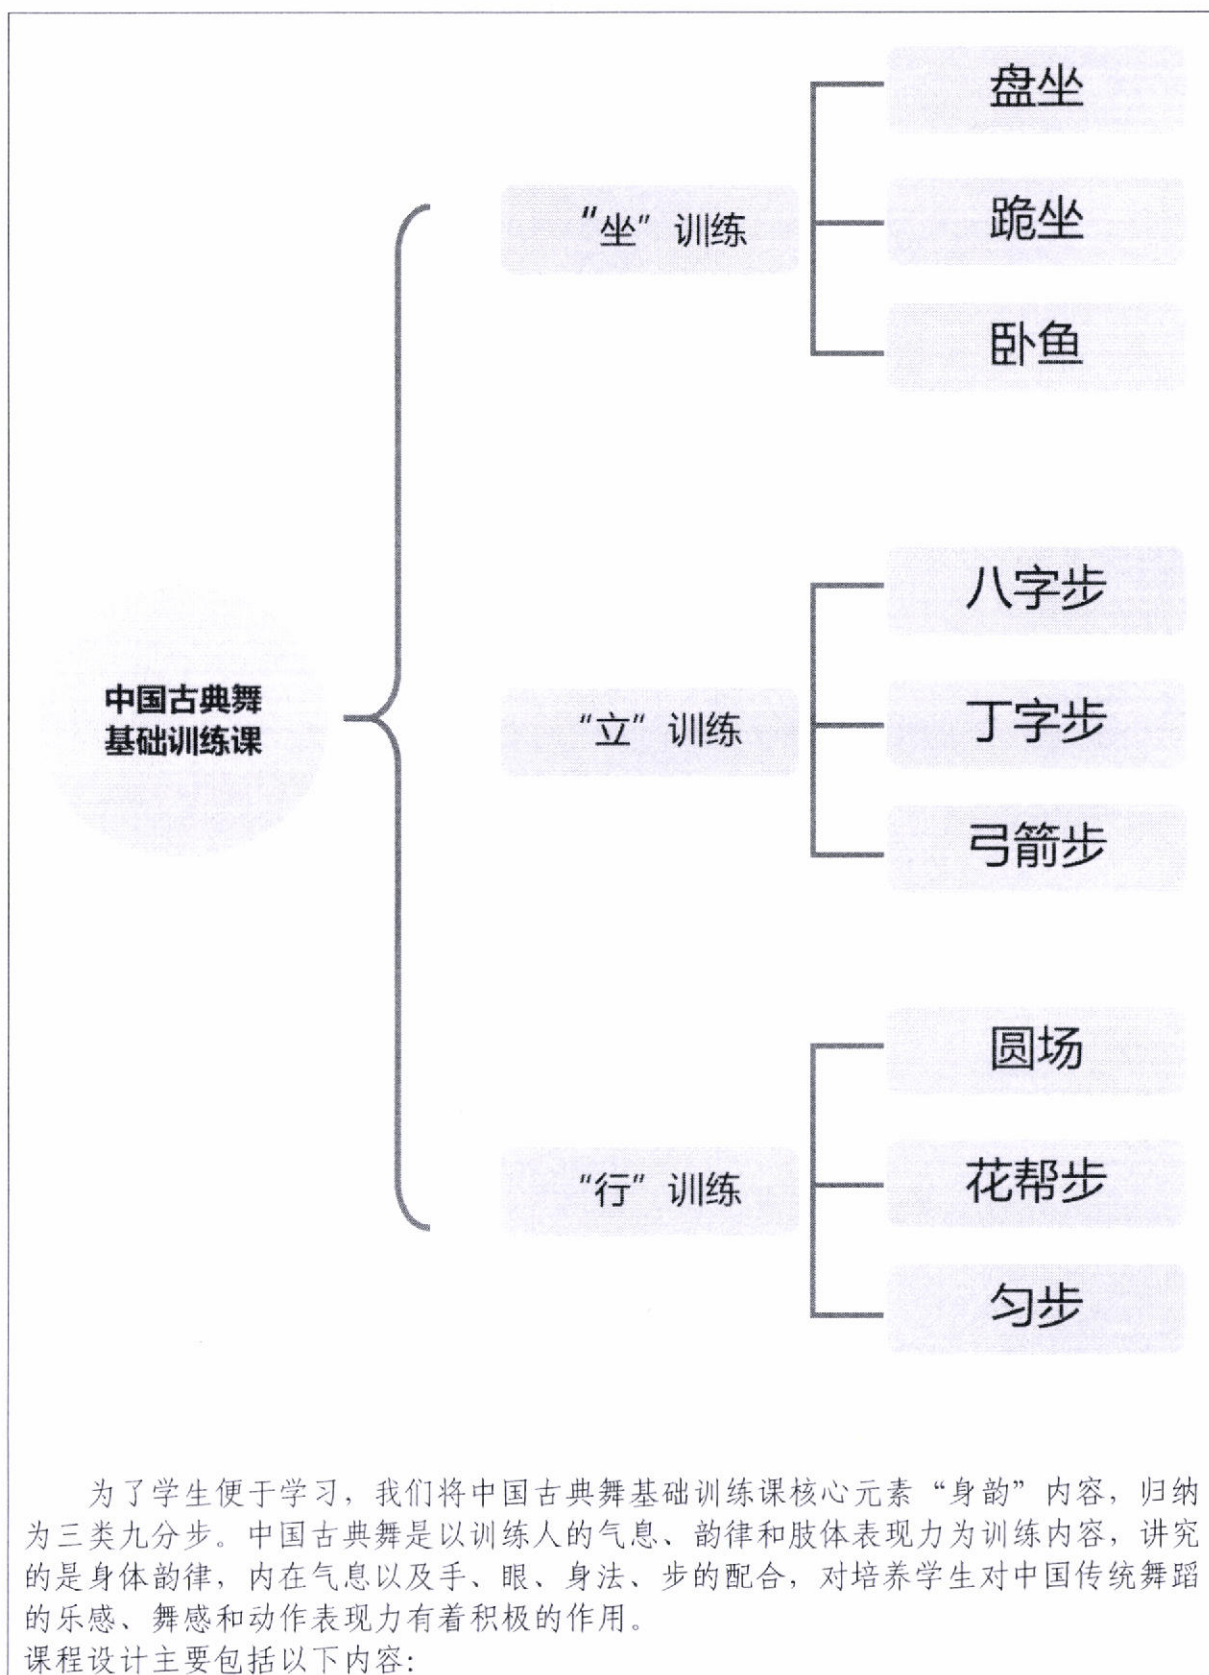 盘坐
"坐"训练
跪坐
卧鱼
八字步
中国古典舞
基础训练课
"立"训练
丁字步
弓箭步
圆场
"行"训练
花帮步
匀步
为了学生便于学习，我们将中国古典舞基础训练课核心元素“身韵”内容，归纳
为三类九分步。中国古典舞是以训练人的气息、韵律和肢体表现力为训练内容，讲究
的是身体韵律，内在气息以及手、眼、身法、步的配合，对培养学生对中国传统舞蹈
的乐感、舞感和动作表现力有着积极的作用。
课程设计主要包括以下内容：